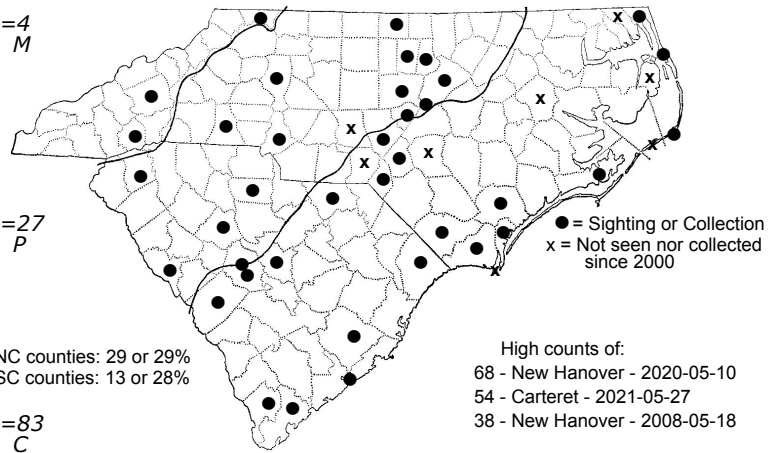 =4
M
=27
P
● = Sighting or Collection
x = Not seen nor collected
since 2000
NC counties: 29 or 29%
SC counties: 13 or 28%
High counts of:
68 - New Hanover - 2020-05-10
54 - Carteret - 2021-05-27
38 - New Hanover - 2008-05-18
=83
C